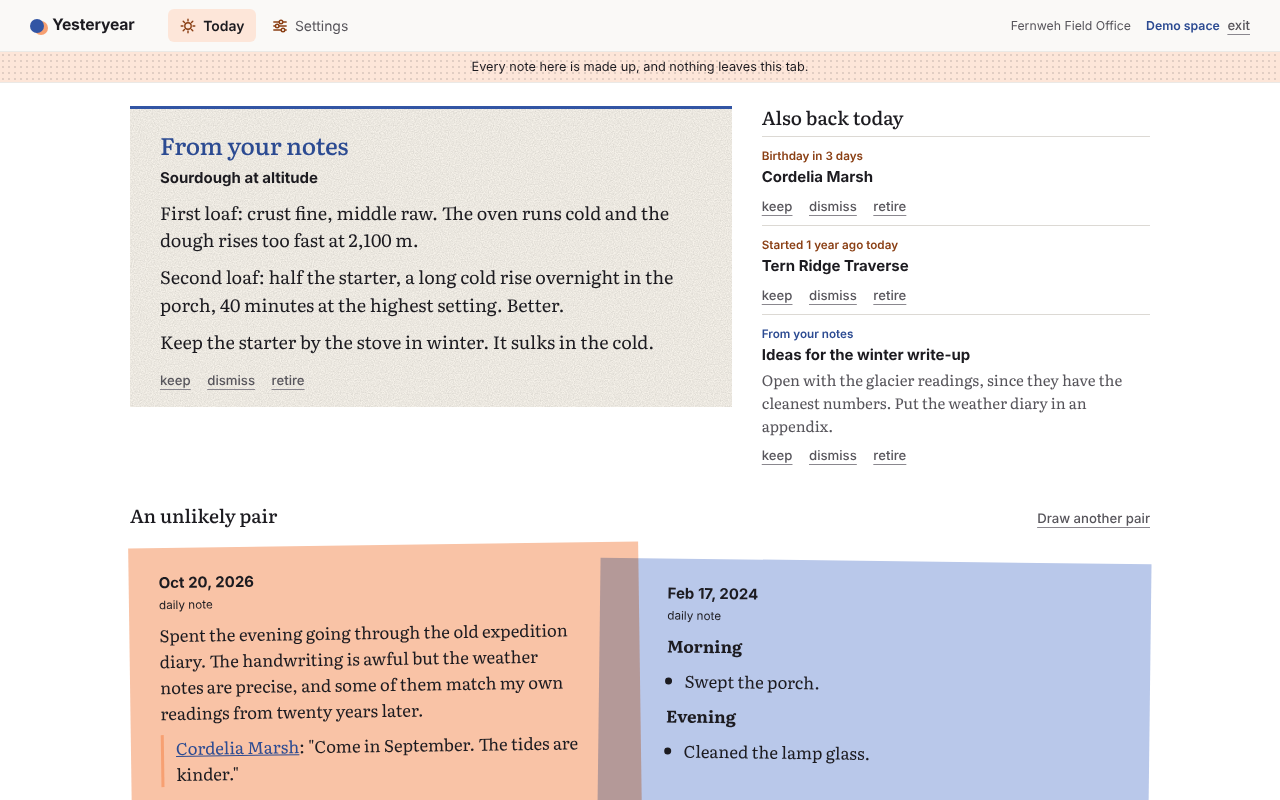 Yesteryear
Today
Settings
Fernweh Field Office
Demo space
exit
Every note here is made up, and nothing leaves this tab.
From your notes
Sourdough at altitude
First loaf: crust fine, middle raw. The oven runs cold and the
dough rises too fast at 2,100 m.
Second loaf: half the starter, a long cold rise overnight in the
porch, 40 minutes at the highest setting. Better.
Keep the starter by the stove in winter. It sulks in the cold.
keep dismiss retire
Also back today
Birthday in 3 days
Cordelia Marsh
keep dismiss retire
Started 1 year ago today
Tern Ridge Traverse
keep dismiss retire
From your notes
Ideas for the winter write-up
Open with the glacier readings, since they have the
cleanest numbers. Put the weather diary in an
appendix.
keep dismiss retire
An unlikely pair
Draw another pair
Oct 20, 2026
daily note
Spent the evening going through the old expedition
diary. The handwriting is awful but the weather
notes are precise, and some of them match my own
readings from twenty years later.
Cordelia Marsh: "Come in September. The tides are
kinder."
Feb 17, 2024
daily note
Morning
• Swept the porch.
Evening
• Cleaned the lamp glass.